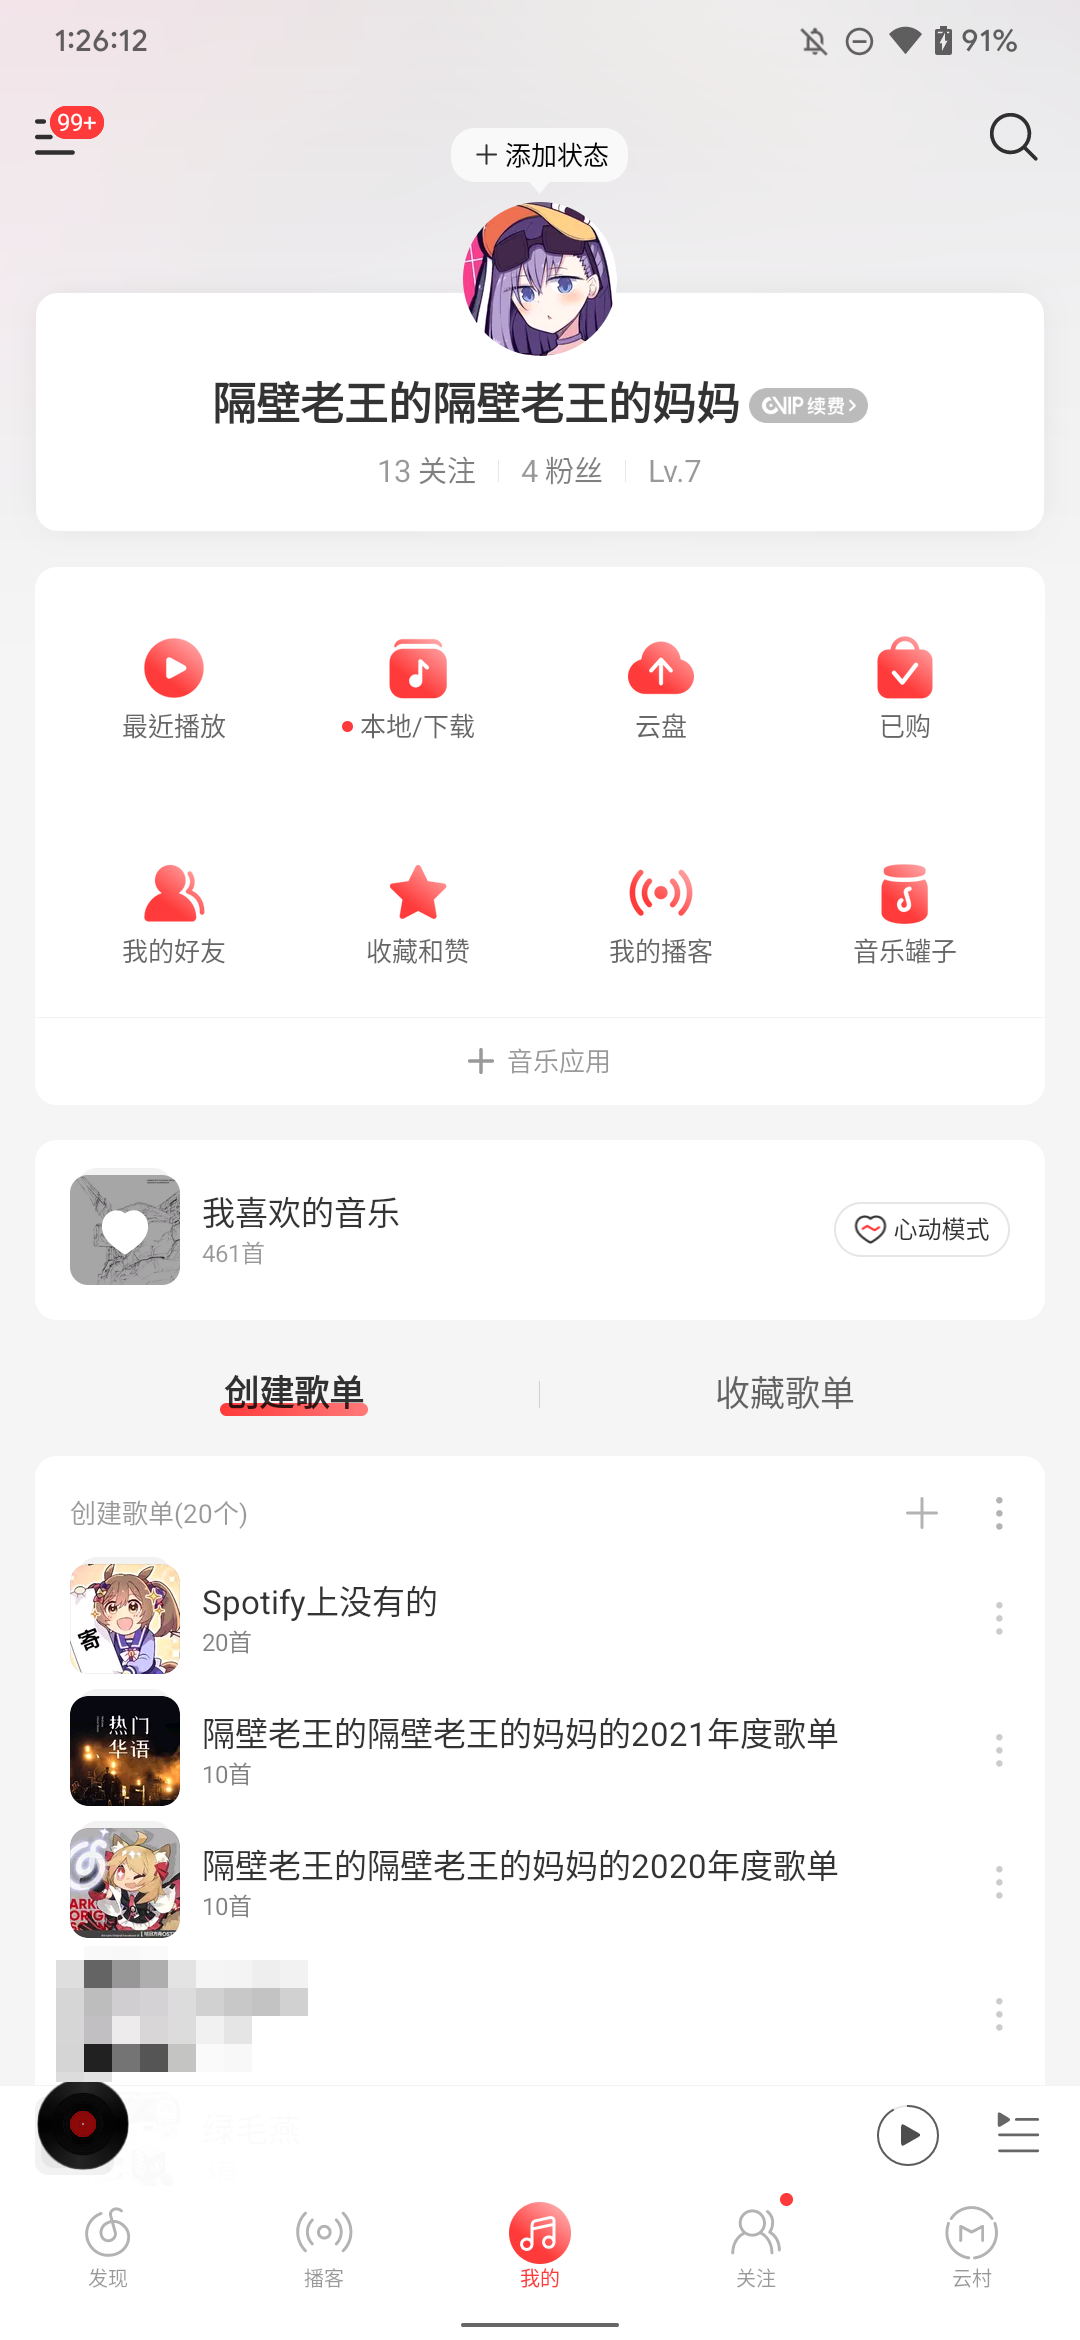 1:26:12
91%
99+
添加状态
隔壁老王的隔壁老王的妈妈
VIP 续费
13 关注
4 粉丝
Lv.7
最近播放
本地/下载
云盘
已购
我的好友
收藏和赞
我的播客
音乐罐子
音乐应用
我喜欢的音乐
461首
心动模式
创建歌单
收藏歌单
创建歌单(20个)
Spotify上没有的
20首
寄
隔壁老王的隔壁老王的妈妈的2021年度歌单
10首
热门
华语
隔壁老王的隔壁老王的妈妈的2020年度歌单
10首
绿毛燕
发现
播客
我的
关注
云村